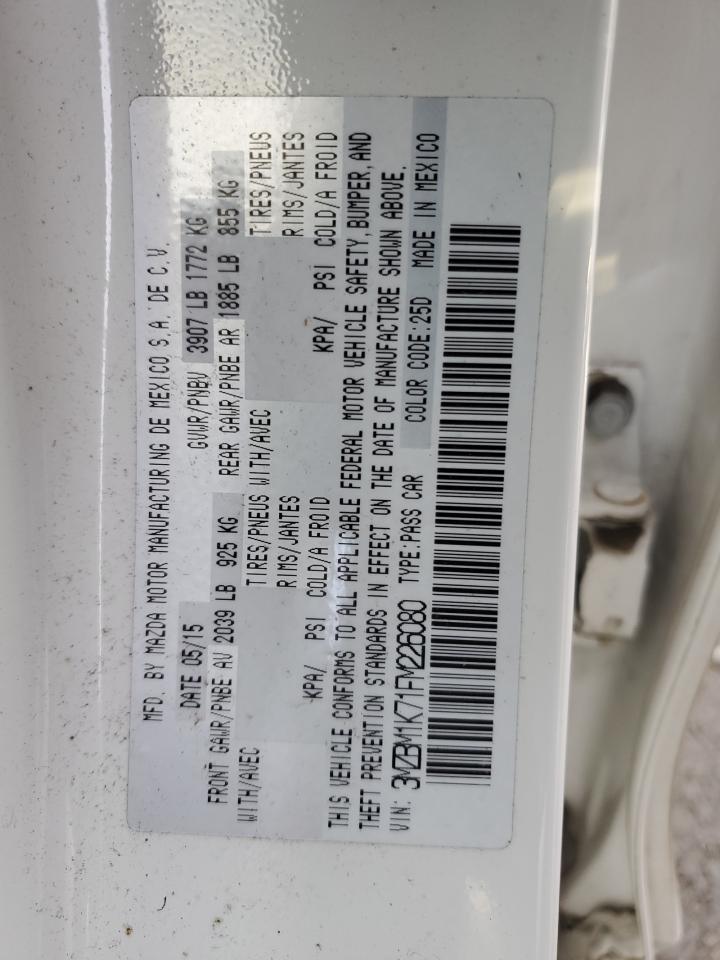 MFD. BY MAZDA MOTOR MANUFACTURING DE MEXICO S.A. DE C.V.
DATE 05/15 GVWR/PNBV 3907 LB 1772 KG
FRONT GAWR/PNBE AV 2039 LB 925 KG REAR GAWR/PNBE AR 1885 LB 855 KG
WITH/AVEC TIRES/PNEUS WITH/AVEC TIRES/PNEUS
RIMS/JANTES RIMS/JANTES
KPA/ PSI COLD/A FROID KPA/ PSI COLD/A FROID
THIS VEHICLE CONFORMS TO ALL APPLICABLE FEDERAL MOTOR VEHICLE SAFETY, BUMPER, AND
THEFT PREVENTION STANDARDS IN EFFECT ON THE DATE OF MANUFACTURE SHOWN ABOVE.
VIN: 3MZBM1K71FM226080 TYPE:PASS CAR COLOR CODE:25D MADE IN MEXICO